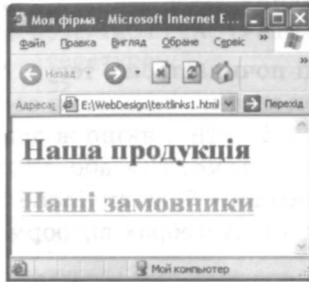 Моя фірма - Microsoft Internet E...
Файл Правка Вигляд Обране Сервіс »
Назад »
Адреса: E:\WebDesign\textlinks1.html Перехід
Наша продукція
Наші замовники
Мой компьютер